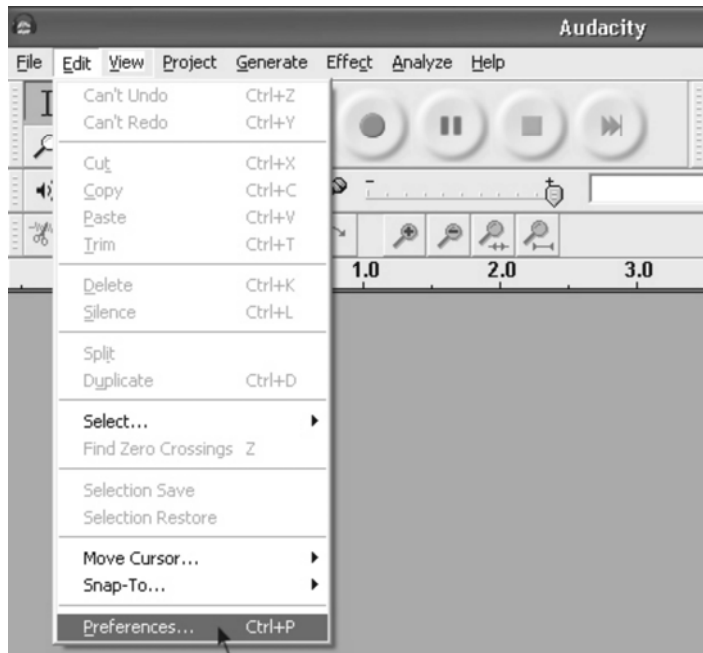 Audacity
File Edit View Project Generate Effect Analyze Help
Can't Undo Ctrl+Z
Can't Redo Ctrl+Y
Cut Ctrl+X
Copy Ctrl+C
Paste Ctrl+V
Trim Ctrl+T
1.0 2.0 3.0
Delete Ctrl+K
Silence Ctrl+L
Split
Duplicate Ctrl+D
Select...
Find Zero Crossings Z
Selection Save
Selection Restore
Move Cursor...
Snap-To...
Preferences... Ctrl+P